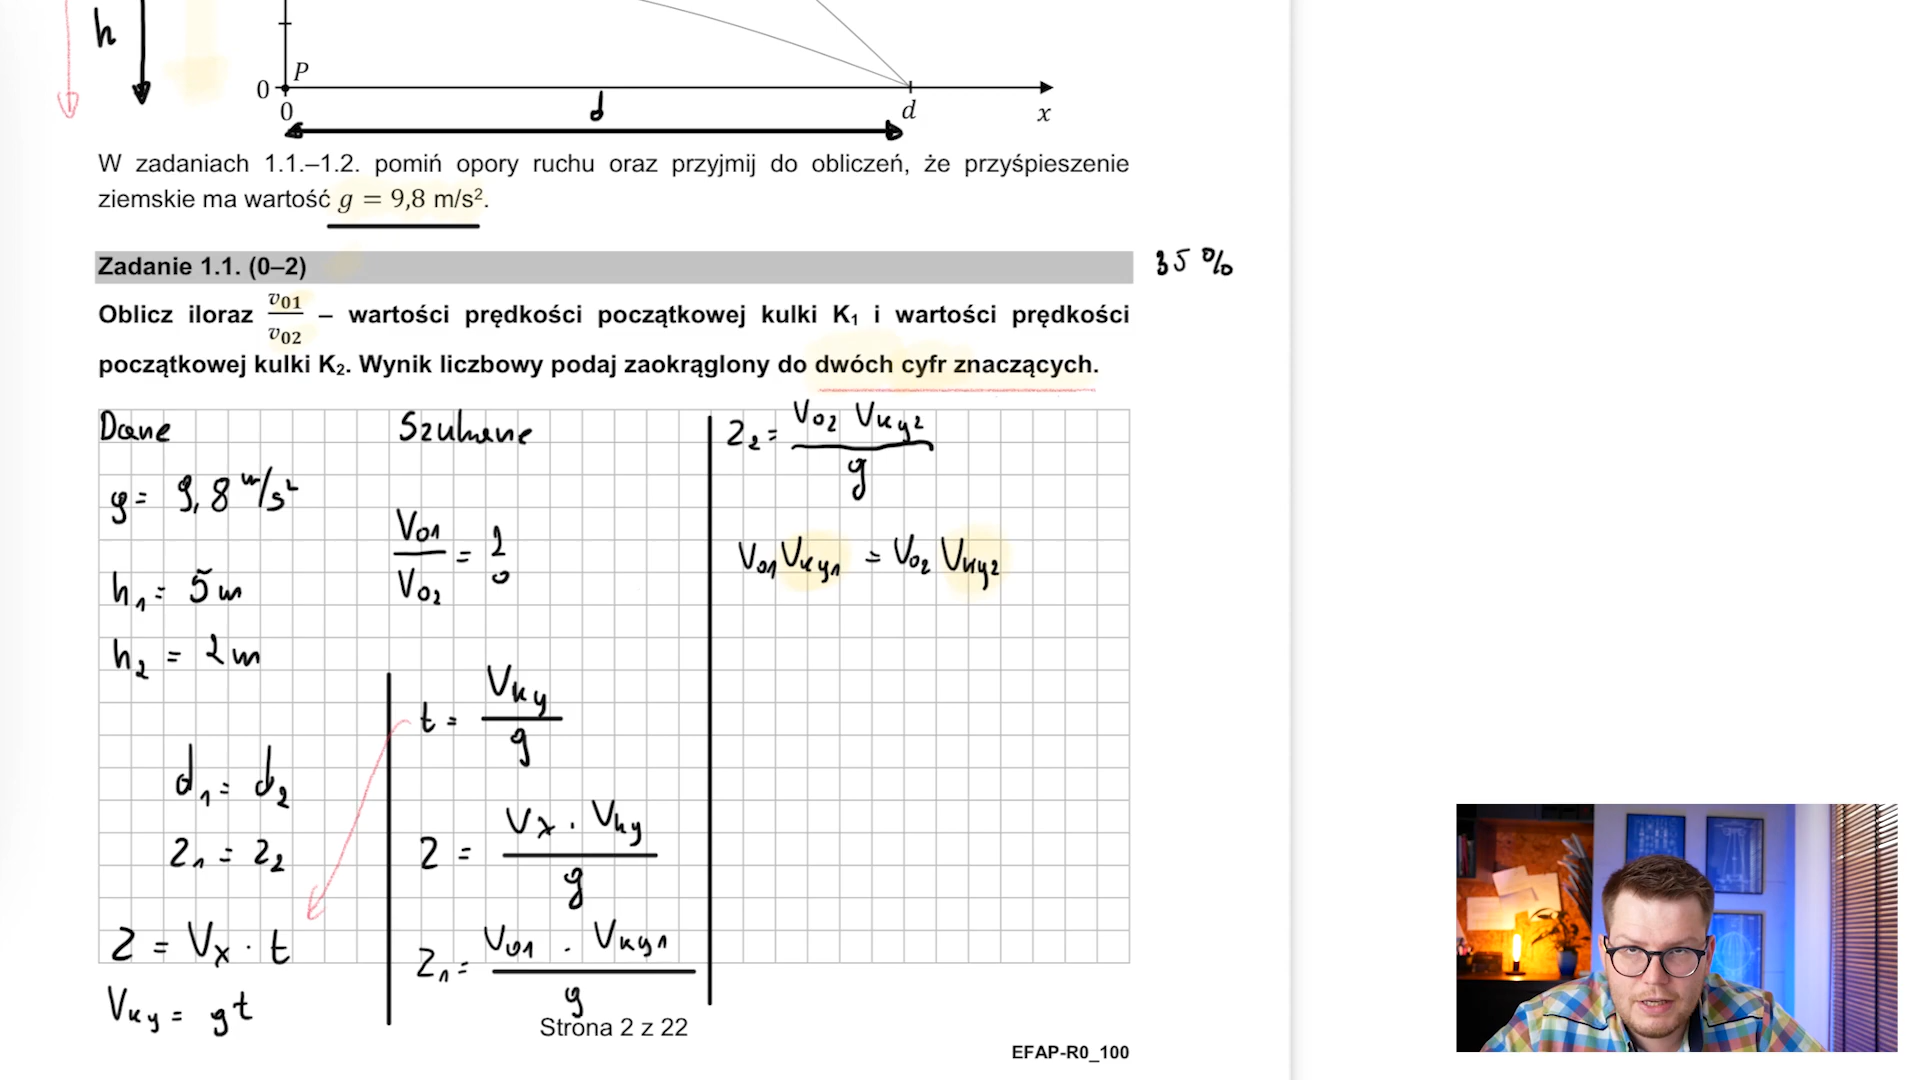 h
P
0
0
d
d
x
W zadaniach 1.1.–1.2. pomiń opory ruchu oraz przyjmij do obliczeń, że przyśpieszenie
ziemskie ma wartość g = 9,8 m/s².
Zadanie 1.1. (0–2)
35 %
Oblicz iloraz v01/v02 – wartości prędkości początkowej kulki K₁ i wartości prędkości
początkowej kulki K₂. Wynik liczbowy podaj zaokrąglony do dwóch cyfr znaczących.
Dane
g = 9,8 m/s²
h₁ = 5 m
h₂ = 2 m
d₁ = d₂
Z₁ = Z₂
Z = Vx · t
Vky = gt
Szukane
V01/V02 = ?
t = Vky/g
Z = Vx · Vky/g
Z₁ = V01 · Vky1/g
Z₂ = V02 Vky2/g
V01 Vky1 = V02 Vky2
Strona 2 z 22
EFAP-R0_100